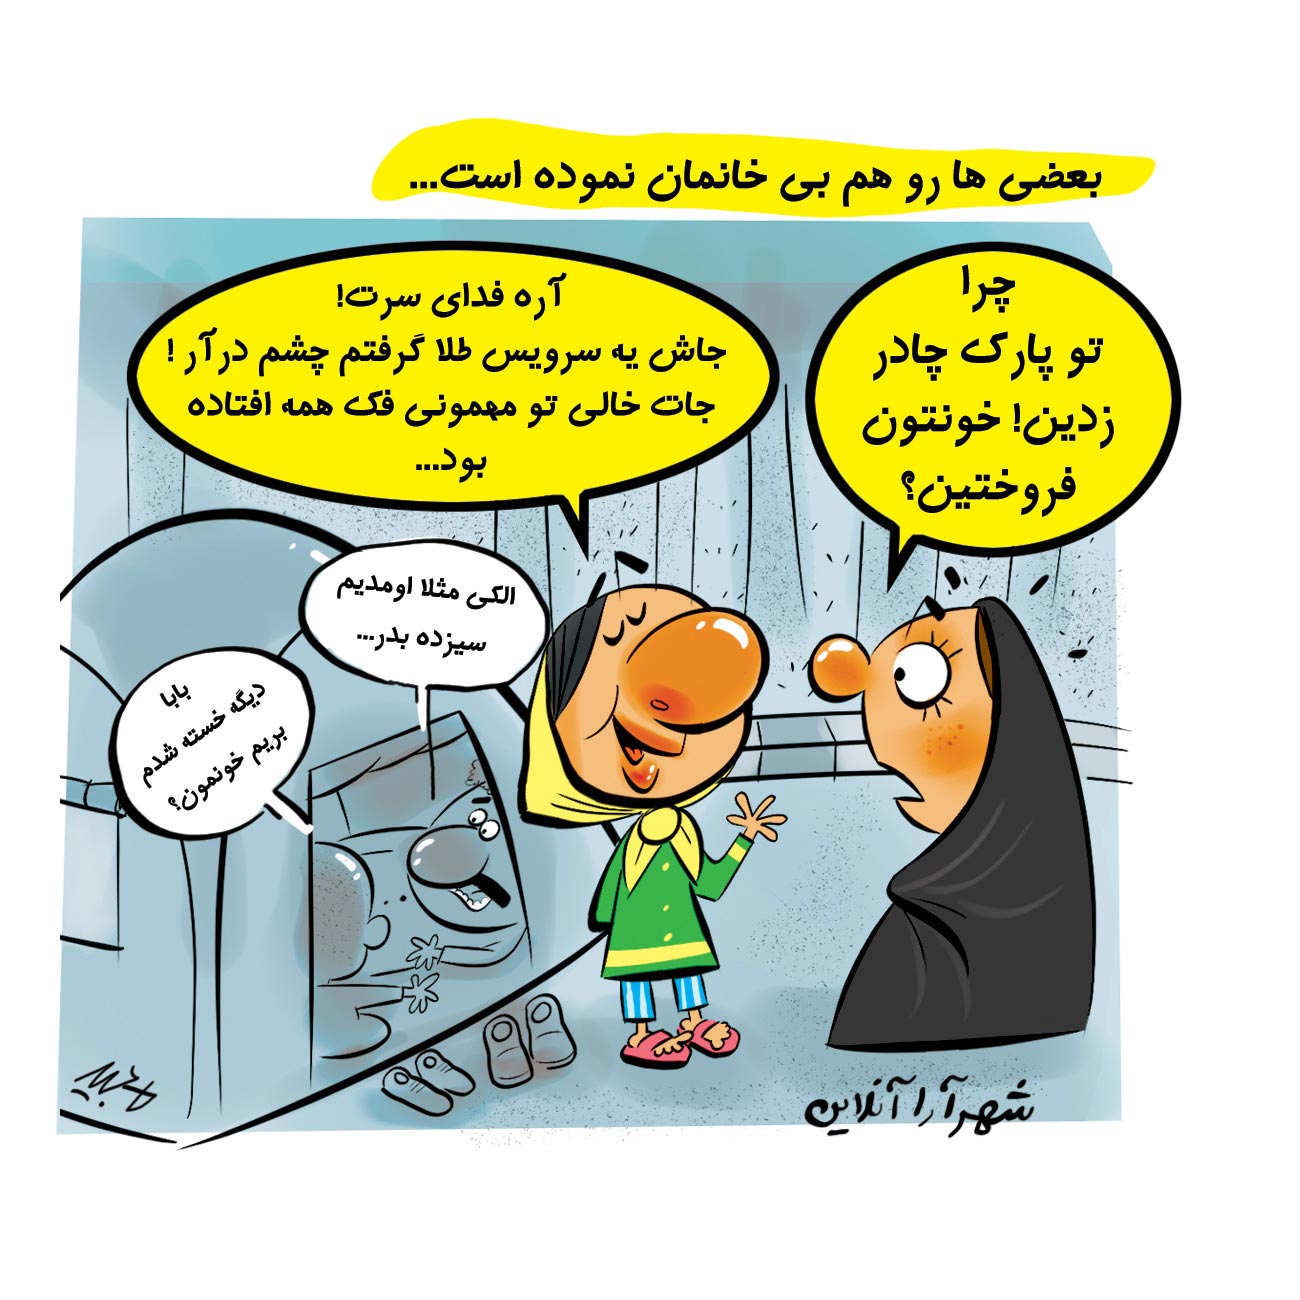 بعضی ها رو هم بی خانمان نموده است...
چرا
تو پارک چادر
زدین! خونتون
فروختین؟
آره فدای سرت!
جاش یه سرویس طلا گرفتم چشم درآر !
جات خالی تو مهمونی فک همه افتاده
بود...
الکی مثلا اومدیم
سیزده بدر...
بابا
دیگه خسته شدم
بریم خونمون؟
شهرآرا آنلاین